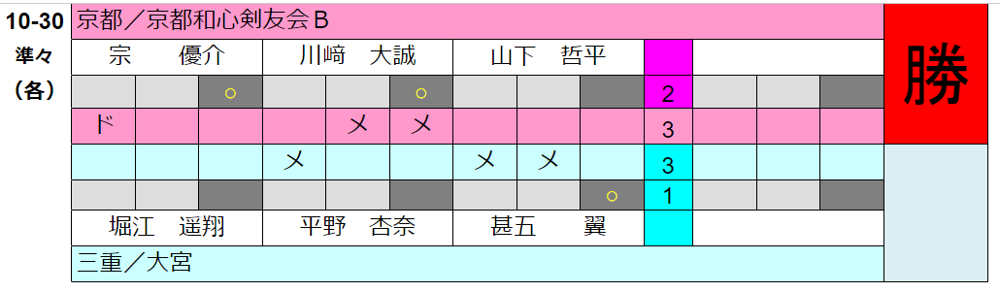 10-30 京都／京都和心剣友会Ｂ
準々 宗 優介 川﨑 大誠 山下 哲平 勝
（各） ○ ○ 2
ド メ メ 3
メ メ メ 3
○ 1
堀江 遥翔 平野 杏奈 甚五 翼
三重／大宮